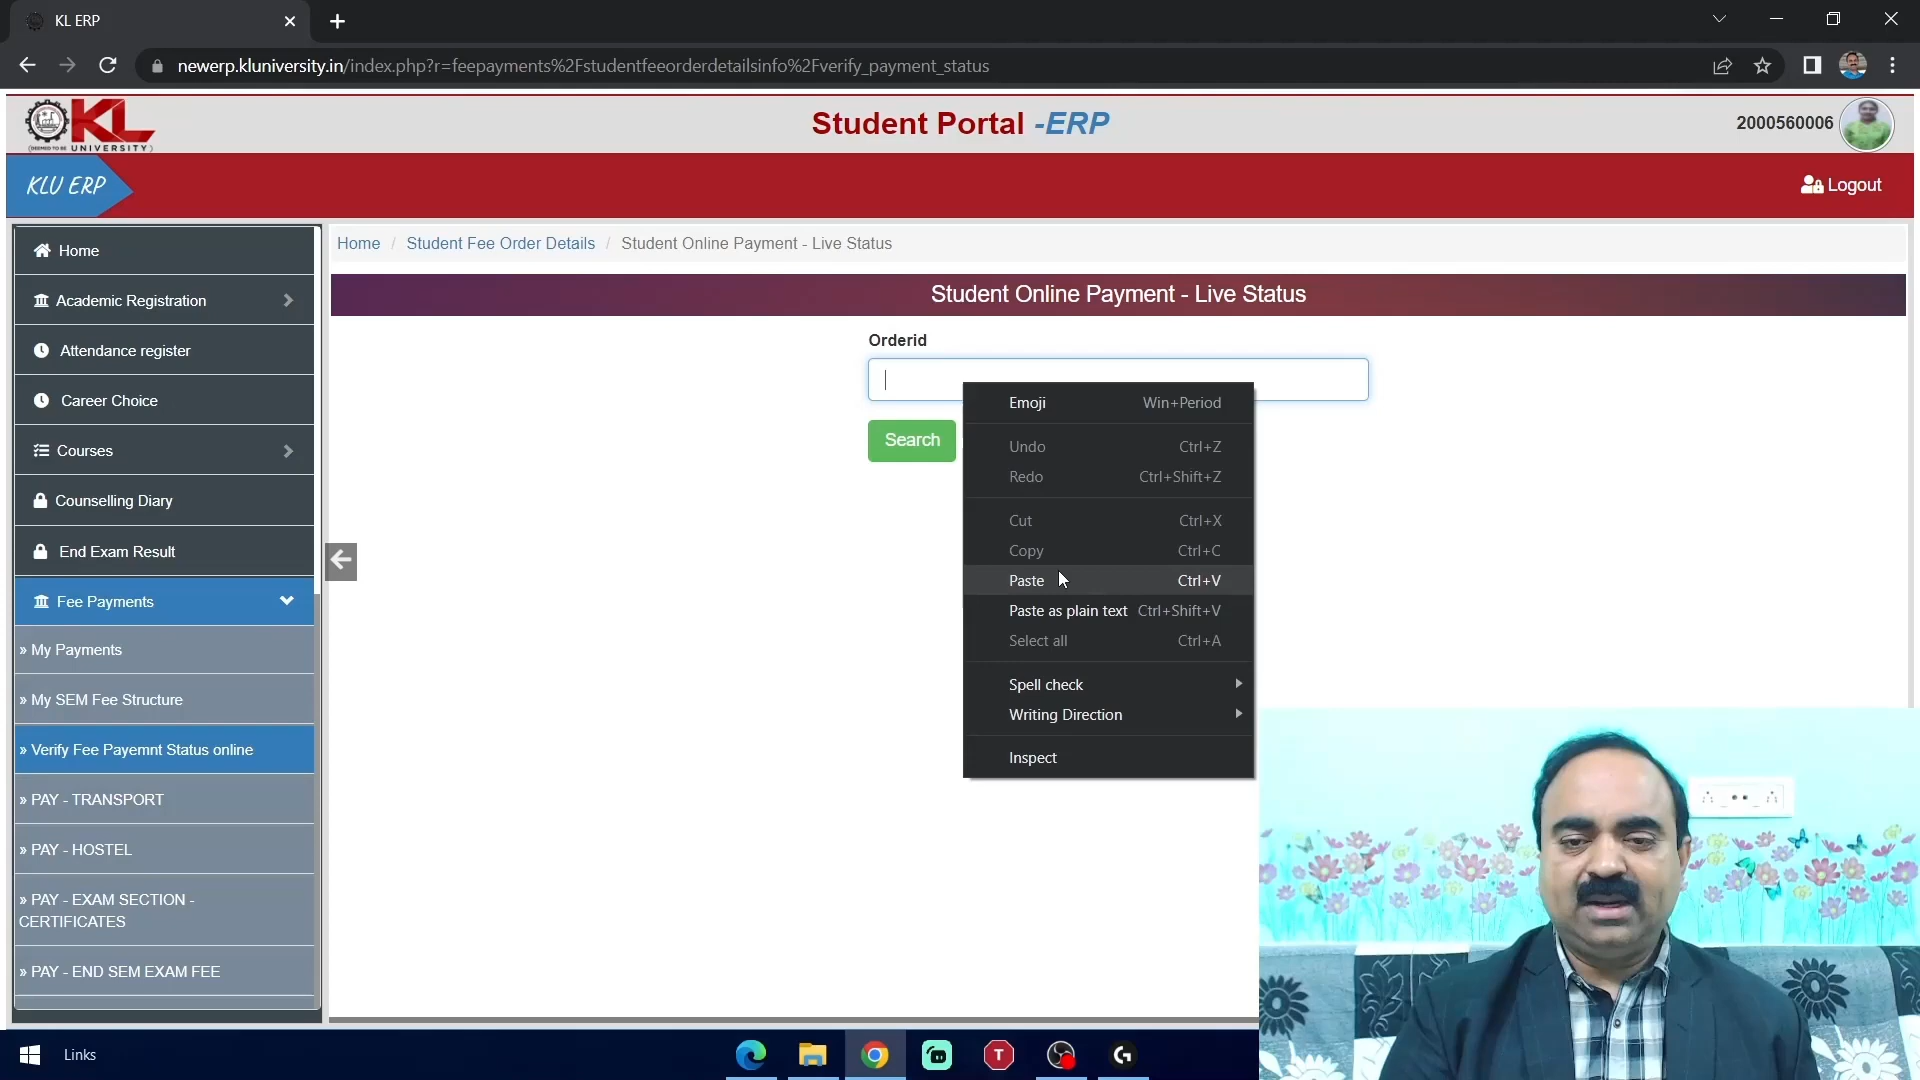 KL ERP
newerp.kluniversity.in/index.php?r=feepayments%2Fstudentfeeorderdetailsinfo%2Fverify_payment_status
KL
(DEEMED TO BE UNIVERSITY)
Student Portal -ERP
2000560006
KLU ERP
Logout
Home
Academic Registration
Attendance register
Career Choice
Courses
Counselling Diary
End Exam Result
Fee Payments
» My Payments
» My SEM Fee Structure
» Verify Fee Payemnt Status online
» PAY - TRANSPORT
» PAY - HOSTEL
» PAY - EXAM SECTION -
CERTIFICATES
» PAY - END SEM EXAM FEE
Home / Student Fee Order Details / Student Online Payment - Live Status
Student Online Payment - Live Status
Orderid
Search
Emoji Win+Period
Undo Ctrl+Z
Redo Ctrl+Shift+Z
Cut Ctrl+X
Copy Ctrl+C
Paste Ctrl+V
Paste as plain text Ctrl+Shift+V
Select all Ctrl+A
Spell check
Writing Direction
Inspect
Links
T
G